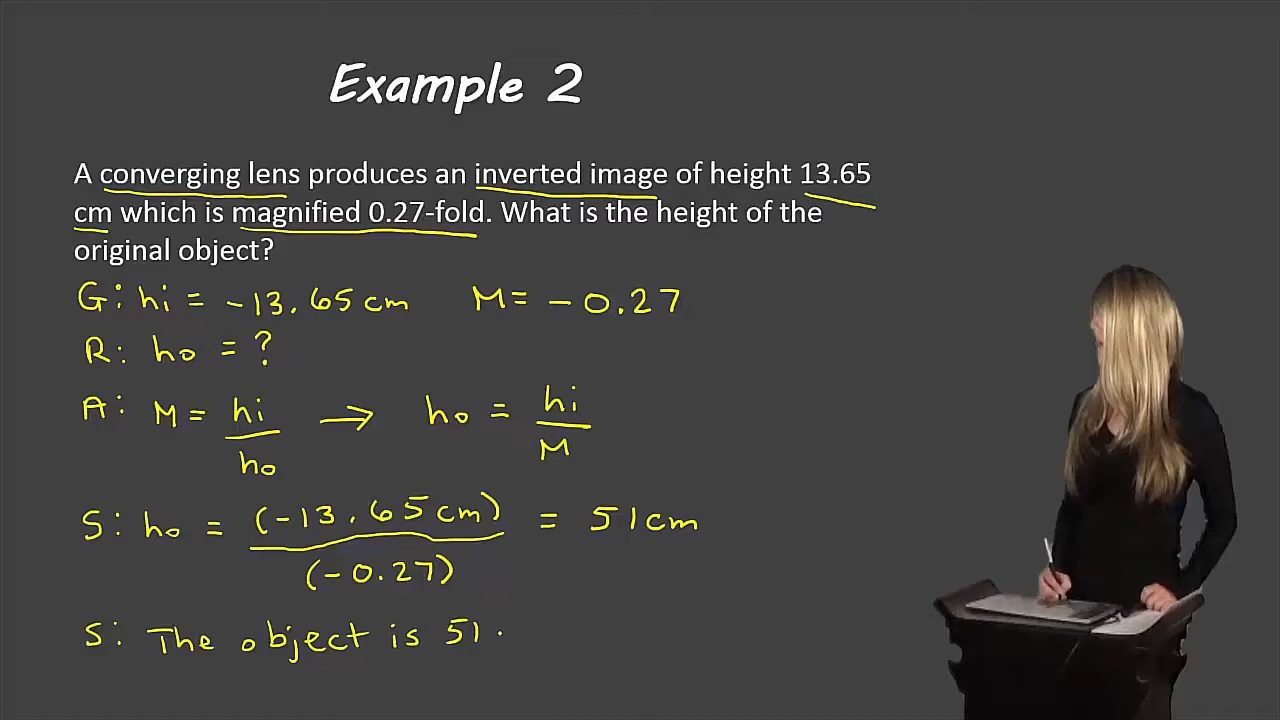 Example 2
A converging lens produces an inverted image of height 13.65
cm which is magnified 0.27-fold. What is the height of the
original object?
G: hi = -13.65 cm M = -0.27
R: ho = ?
A: M = hi / ho → ho = hi / M
S: ho = (-13.65 cm) / (-0.27) = 51 cm
S: The object is 51